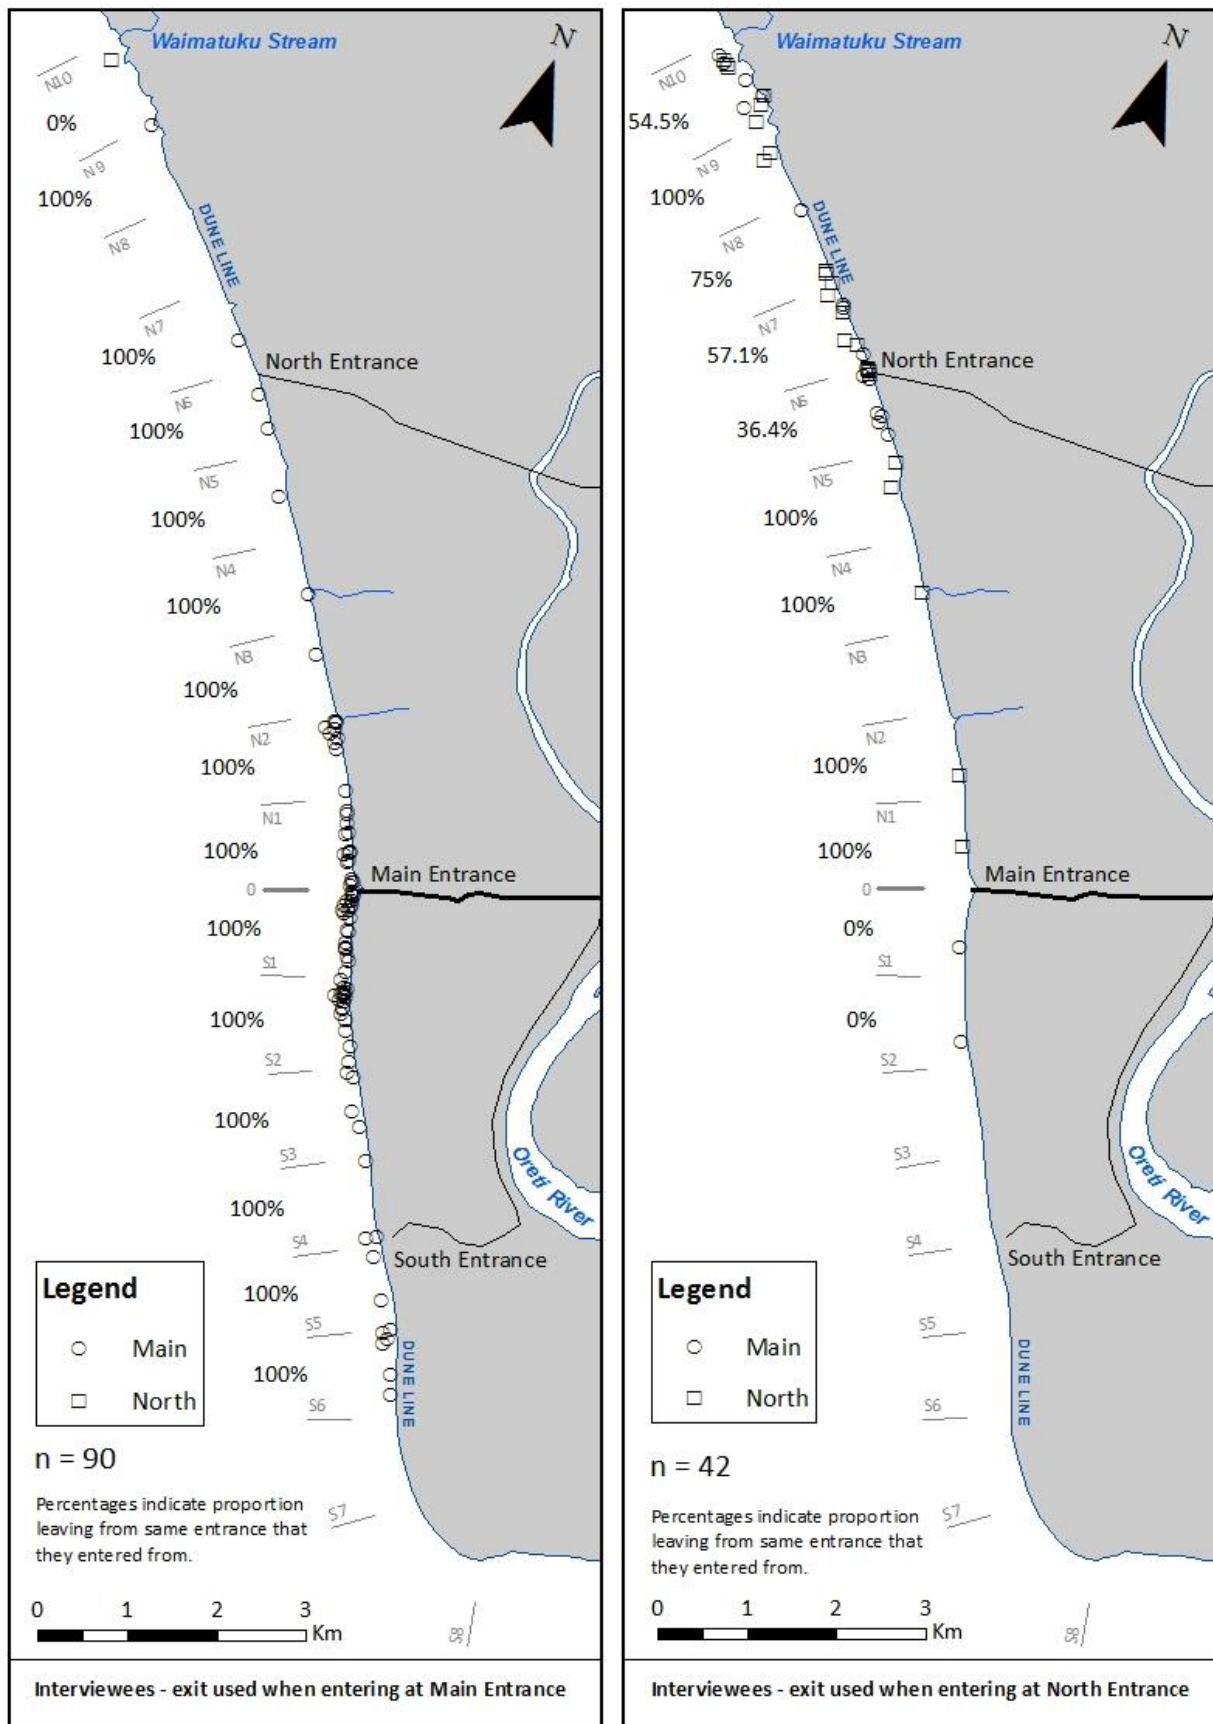 Waimatuku Stream
N
N10
0%
N9
100%
N8
DUNE LINE
N7
100%
North Entrance
N6
100%
N5
100%
N4
100%
N3
100%
N2
100%
N1
100%
Main Entrance
0
100%
S1
100%
S2
100%
S3
Oreti River
100%
S4
South Entrance
Legend
Main
North
100%
S5
DUNE LINE
100%
S6
n = 90
Percentages indicate proportion
leaving from same entrance that
they entered from.
S7
0 1 2 3
Km
S8
Interviewees - exit used when entering at Main Entrance
Waimatuku Stream
N
N10
54.5%
N9
100%
N8
DUNE LINE
75%
N7
57.1%
North Entrance
N6
36.4%
N5
100%
N4
100%
N3
N2
100%
N1
100%
Main Entrance
0
0%
S1
0%
S2
S3
Oreti River
S4
South Entrance
Legend
Main
North
S5
DUNE LINE
S6
n = 42
Percentages indicate proportion
leaving from same entrance that
they entered from.
S7
0 1 2 3
Km
S8
Interviewees - exit used when entering at North Entrance